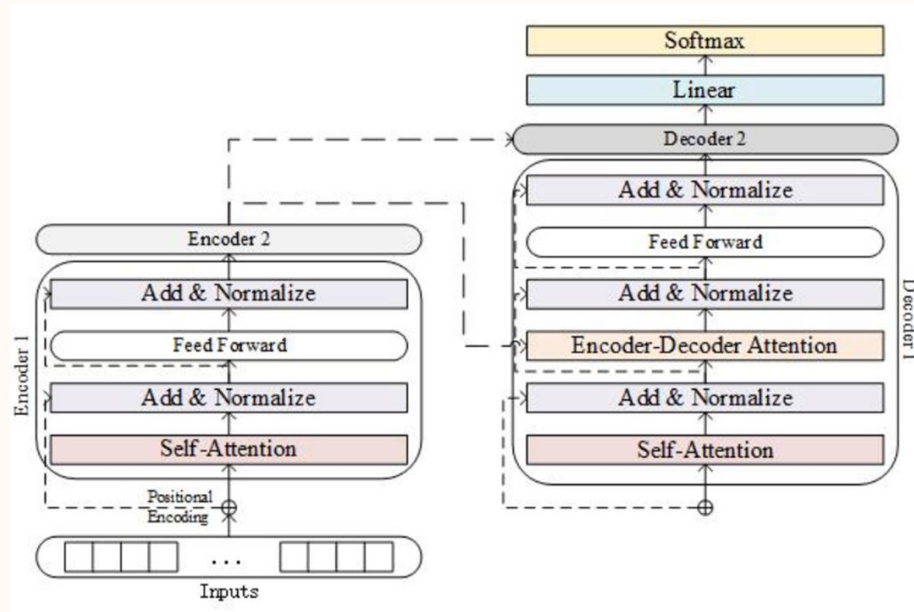 Softmax
Linear
Decoder 2
Add & Normalize
Feed Forward
Add & Normalize
Encoder-Decoder Attention
Add & Normalize
Self-Attention
Decoder 1
Encoder 2
Add & Normalize
Feed Forward
Add & Normalize
Self-Attention
Encoder 1
Positional
Encoding
...
Inputs